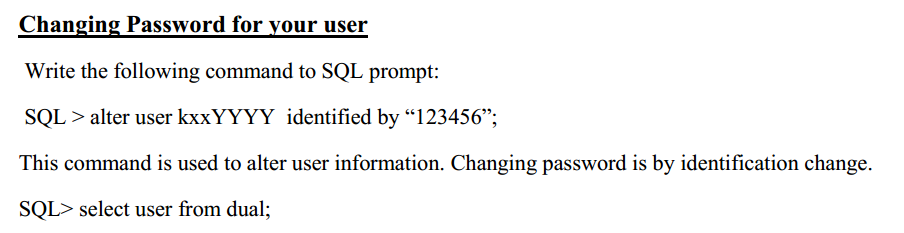 Changing Password for your user
Write the following command to SQL prompt:
SQL > alter user kxxYYYY identified by “123456”;
This command is used to alter user information. Changing password is by identification change.
SQL> select user from dual;